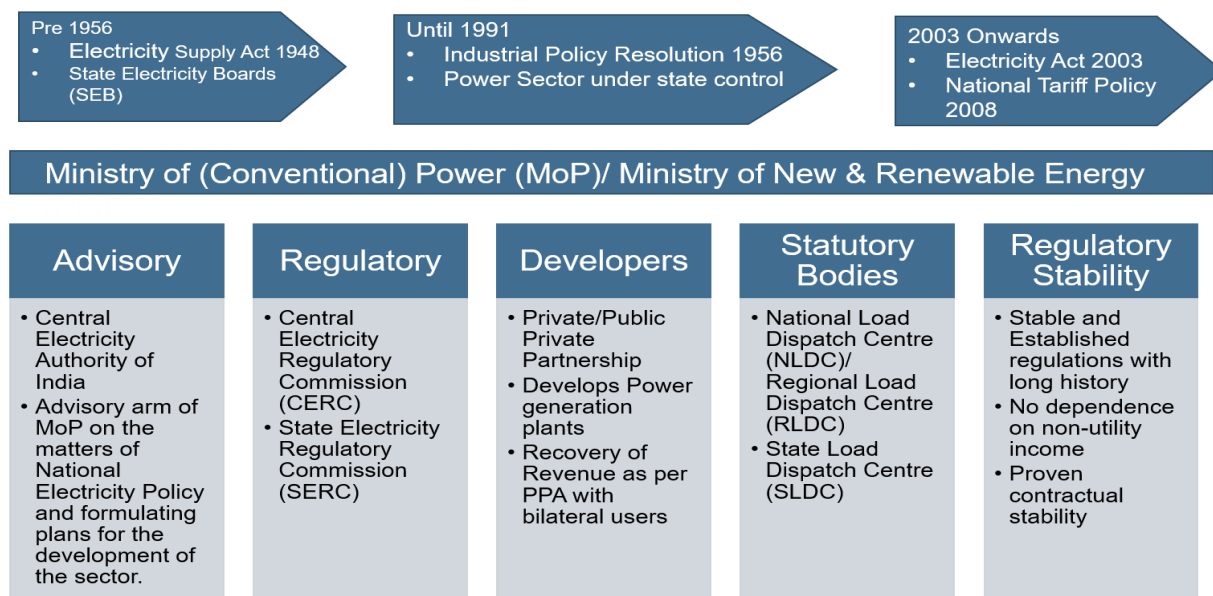 Pre 1956
• Electricity Supply Act 1948
• State Electricity Boards
(SEB)
Until 1991
• Industrial Policy Resolution 1956
• Power Sector under state control
2003 Onwards
• Electricity Act 2003
• National Tariff Policy
2008
Ministry of (Conventional) Power (MoP)/ Ministry of New & Renewable Energy
Advisory
• Central
Electricity
Authority of
India
• Advisory arm of
MoP on the
matters of
National
Electricity Policy
and formulating
plans for the
development of
the sector.
Regulatory
• Central
Electricity
Regulatory
Commission
(CERC)
• State Electricity
Regulatory
Commission
(SERC)
Developers
• Private/Public
Private
Partnership
• Develops Power
generation
plants
• Recovery of
Revenue as per
PPA with
bilateral users
Statutory
Bodies
• National Load
Dispatch Centre
(NLDC)/
Regional Load
Dispatch Centre
(RLDC)
• State Load
Dispatch Centre
(SLDC)
Regulatory
Stability
• Stable and
Established
regulations with
long history
• No dependence
on non-utility
income
• Proven
contractual
stability